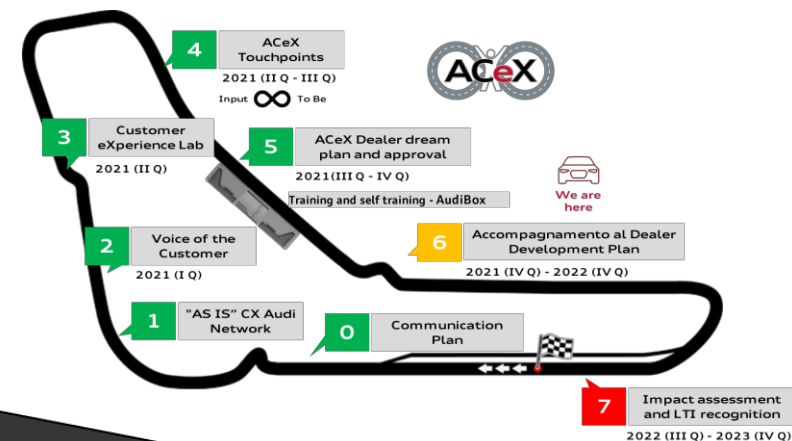 4
ACeX
Touchpoints
2021 (II Q - III Q)
Input
To Be
ACeX
3
Customer
eXperience Lab
2021 (II Q)
5
ACeX Dealer dream
plan and approval
2021(III Q - IV Q)
Training and self training - AudiBox
We are
here
6
Accompagnamento al Dealer
Development Plan
2021 (IV Q) - 2022 (IV Q)
2
Voice of the
Customer
2021 (I Q)
1
"AS IS" CX Audi
Network
0
Communication
Plan
7
Impact assessment
and LTI recognition
2022 (III Q) - 2023 (IV Q)